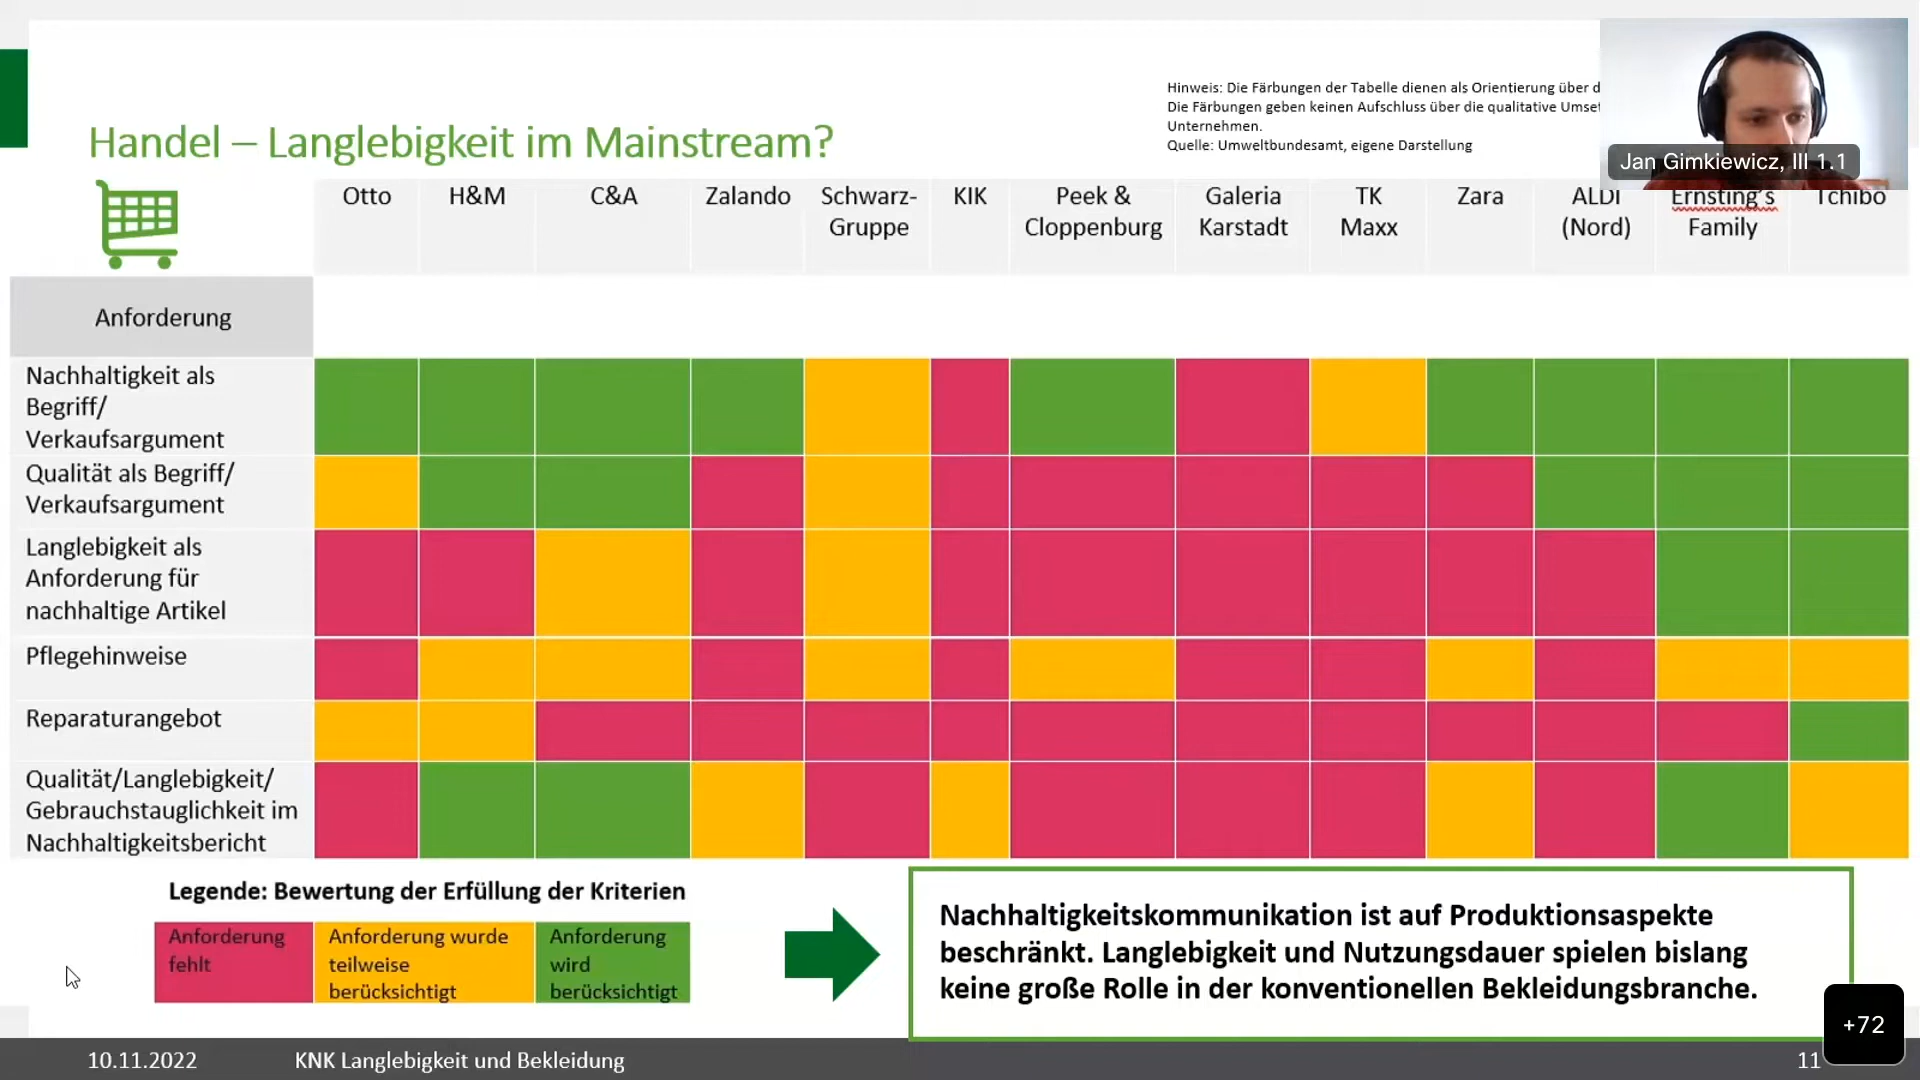 Hinweis: Die Färbungen der Tabelle dienen als Orientierung über
Die Färbungen geben keinen Aufschluss über die qualitative
Unternehmen.
Quelle: Umweltbundesamt, eigene Darstellung
Jan Gimkiewicz, III 1.1
Handel – Langlebigkeit im Mainstream?
Otto
H&M
C&A
Zalando
Schwarz-
Gruppe
KIK
Peek &
Cloppenburg
Galeria
Karstadt
TK
Maxx
Zara
ALDI
(Nord)
Ernsting's
Family
Tchibo
Anforderung
Nachhaltigkeit als
Begriff/
Verkaufsargument
Qualität als Begriff/
Verkaufsargument
Langlebigkeit als
Anforderung für
nachhaltige Artikel
Pflegehinweise
Reparaturangebot
Qualität/Langlebigkeit/
Gebrauchstauglichkeit im
Nachhaltigkeitsbericht
Legende: Bewertung der Erfüllung der Kriterien
Anforderung
fehlt
Anforderung wurde
teilweise
berücksichtigt
Anforderung
wird
berücksichtigt
Nachhaltigkeitskommunikation ist auf Produktionsaspekte
beschränkt. Langlebigkeit und Nutzungsdauer spielen bislang
keine große Rolle in der konventionellen Bekleidungsbranche.
+72
10.11.2022
KNK Langlebigkeit und Bekleidung
11